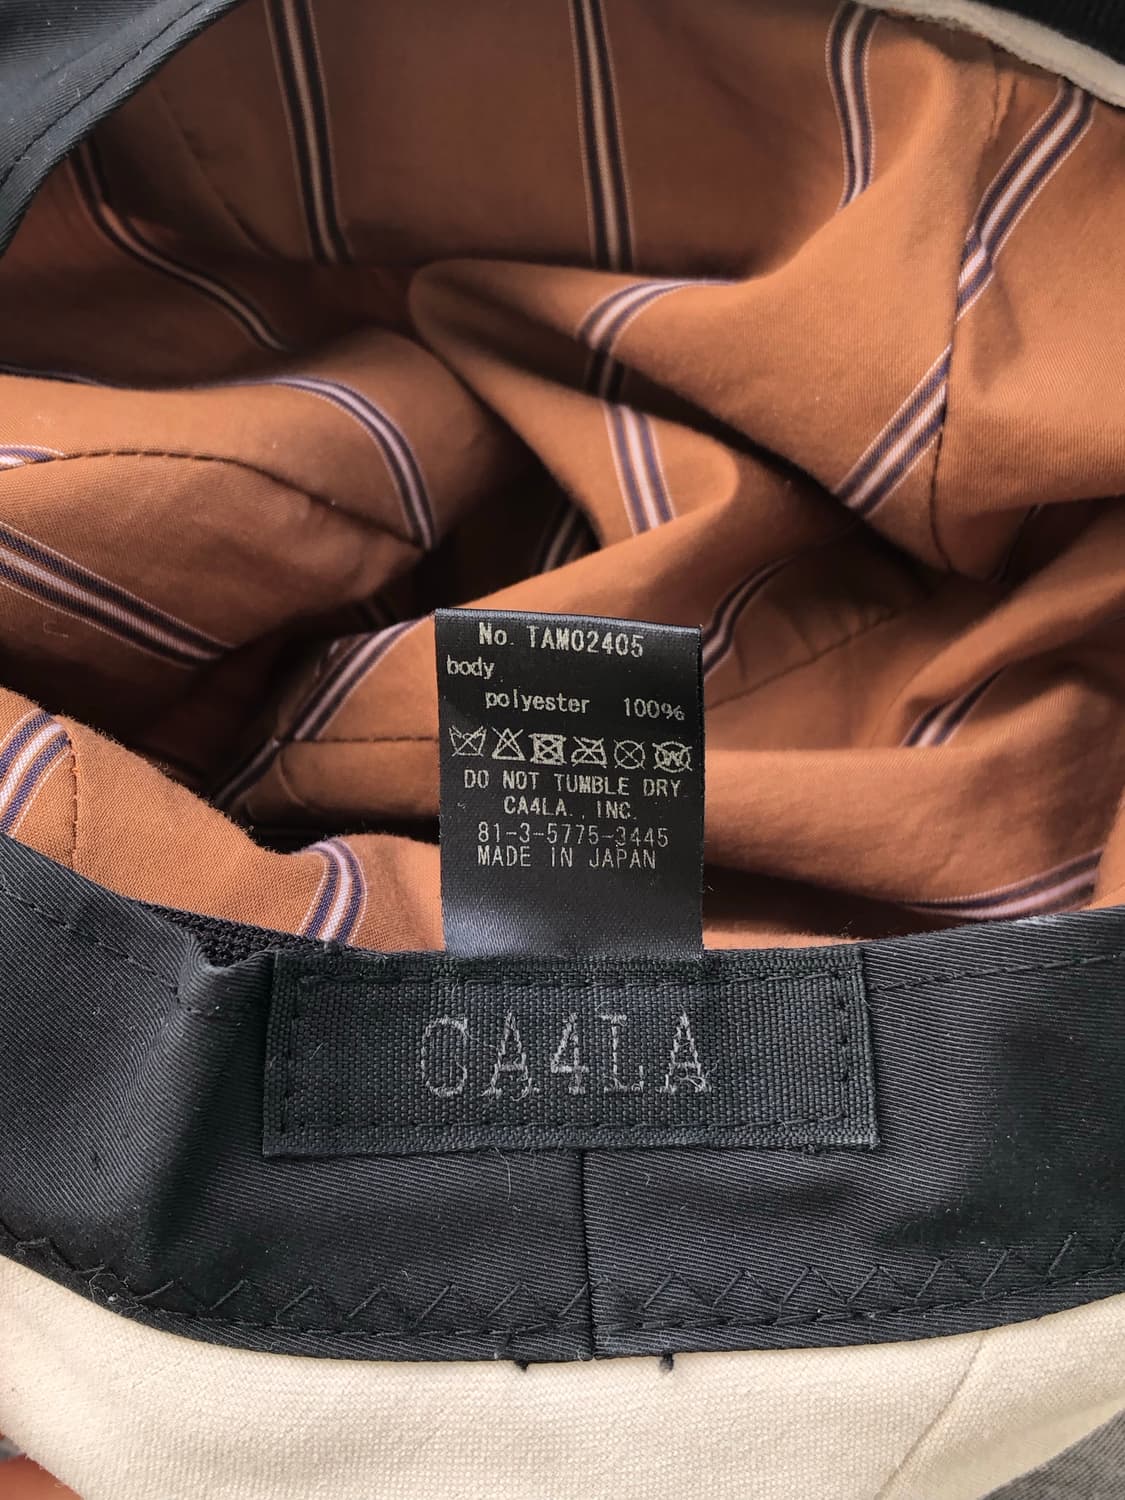 No. TAM02405
body
polyester 100%
DO NOT TUMBLE DRY.
CA4LA., INC.
81-3-5775-3445
MADE IN JAPAN
CA4LA